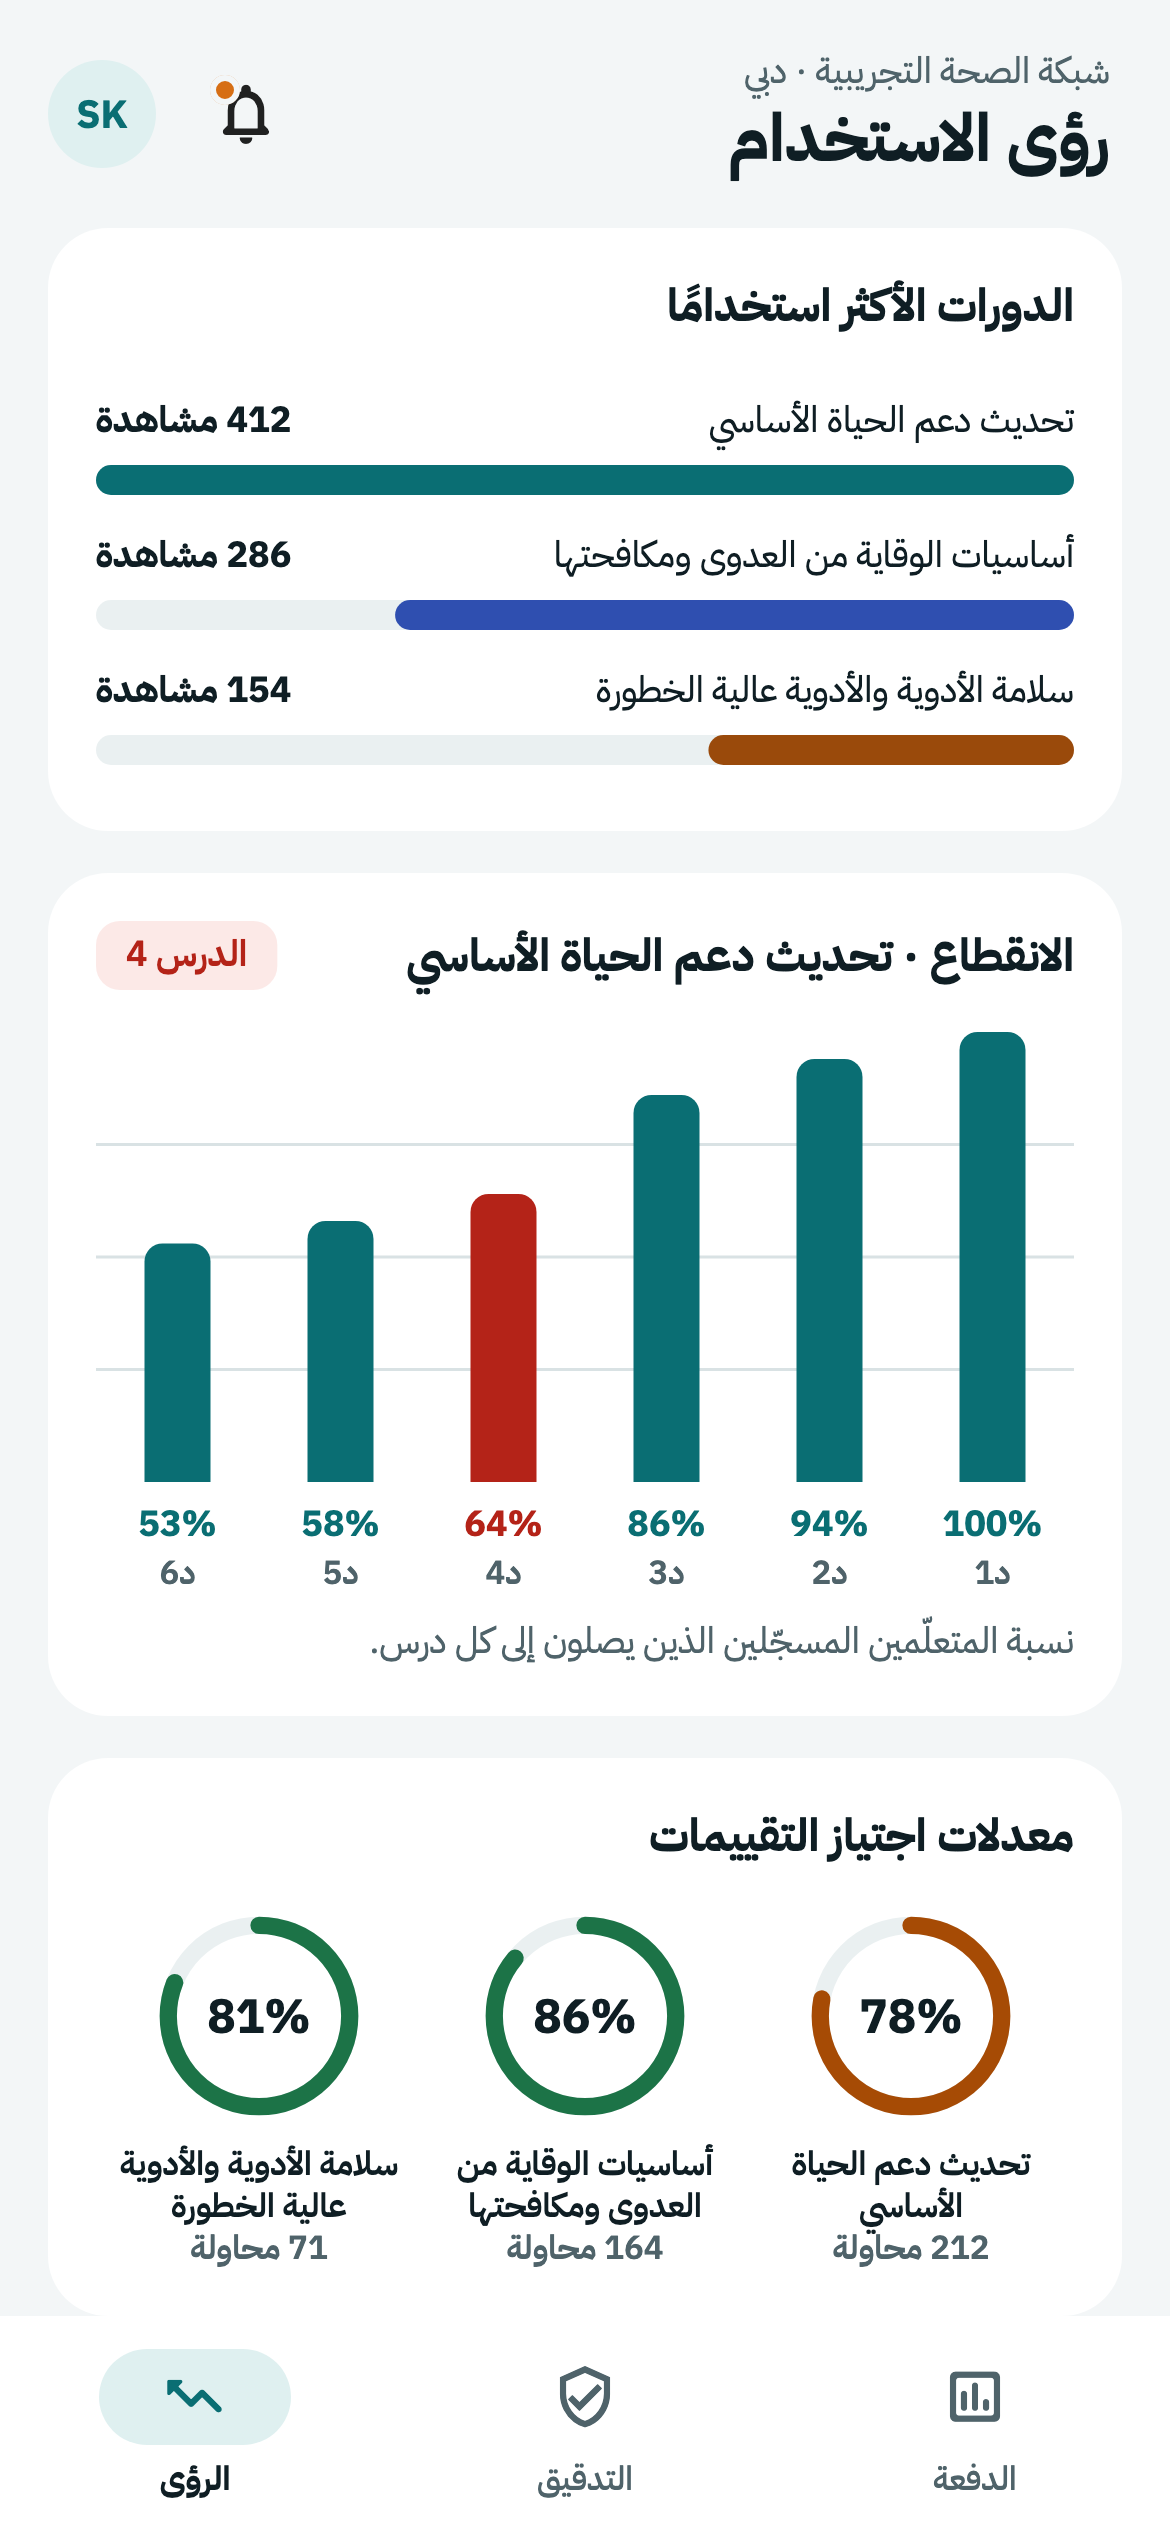 شبكة الصحة التجريبية · دبي
رؤى الاستخدام
SK
الدورات الأكثر استخدامًا
تحديث دعم الحياة الأساسي
412 مشاهدة
أساسيات الوقاية من العدوى ومكافحتها
286 مشاهدة
سلامة الأدوية والأدوية عالية الخطورة
154 مشاهدة
الانقطاع · تحديث دعم الحياة الأساسي
الدرس 4
100%
94%
86%
64%
58%
53%
د1
د2
د3
د4
د5
د6
نسبة المتعلّمين المسجّلين الذين يصلون إلى كل درس.
معدلات اجتياز التقييمات
78%
تحديث دعم الحياة
الأساسي
212 محاولة
86%
أساسيات الوقاية من
العدوى ومكافحتها
164 محاولة
81%
سلامة الأدوية والأدوية
عالية الخطورة
71 محاولة
الدفعة
التدقيق
الرؤى